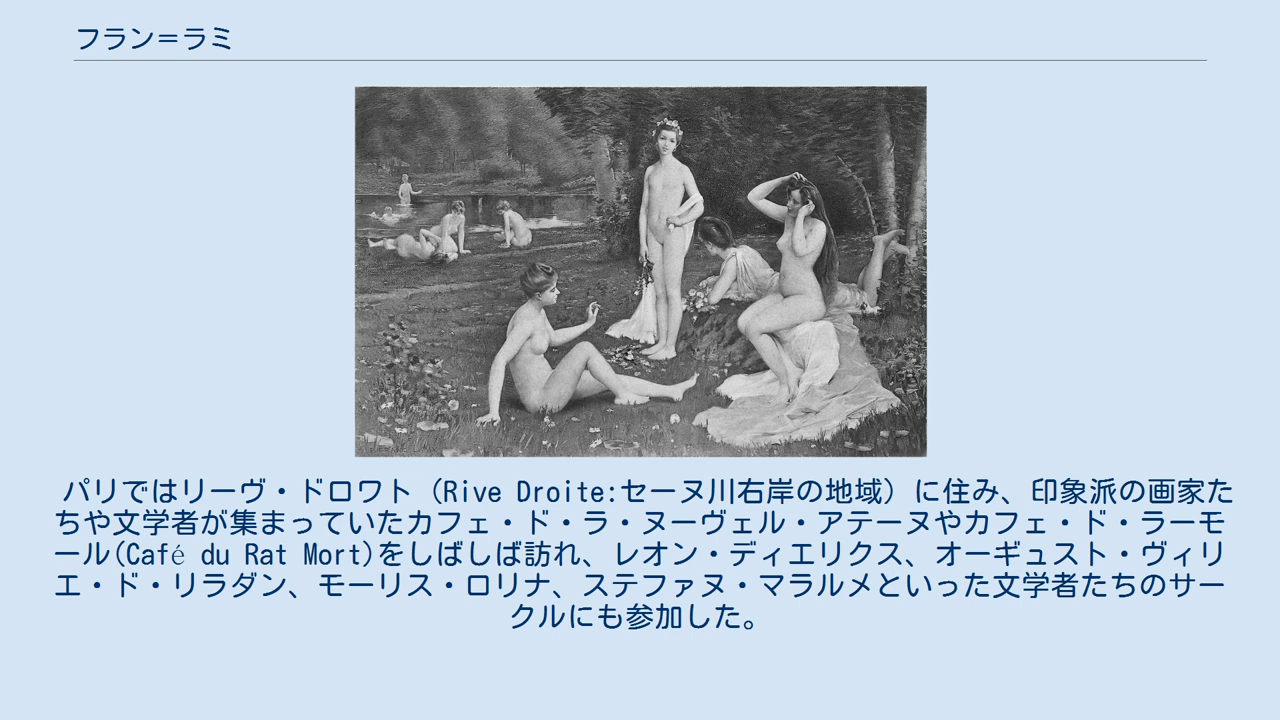 フラン＝ラミ
パリではリーヴ・ドロワト（Rive Droite:セーヌ川右岸の地域）に住み、印象派の画家た
ちや文学者が集まっていたカフェ・ド・ラ・ヌーヴェル・アテーヌやカフェ・ド・ラーモ
ール(Café du Rat Mort)をしばしば訪れ、レオン・ディエリクス、オーギュスト・ヴィリ
エ・ド・リラダン、モーリス・ロリナ、ステファヌ・マラルメといった文学者たちのサー
クルにも参加した。